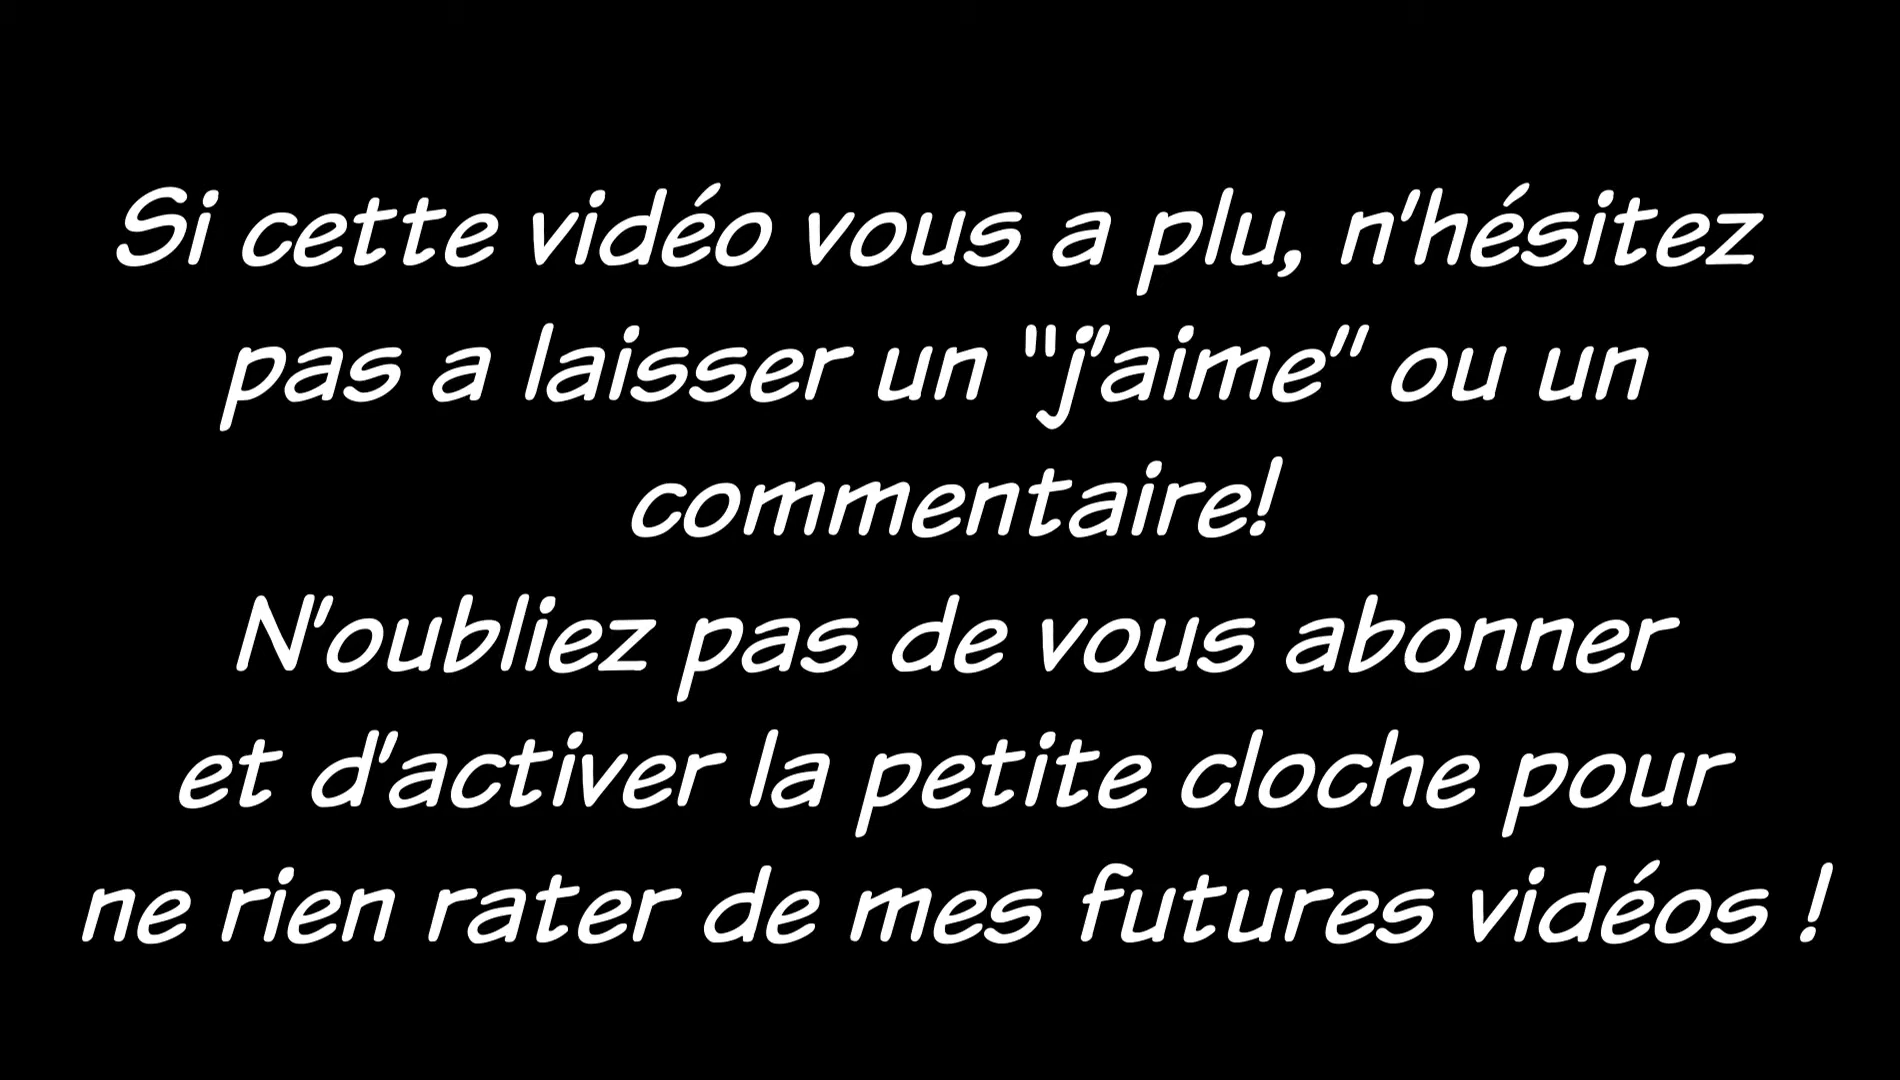 Si cette vidéo vous a plu, n'hésitez
pas a laisser un "j'aime" ou un
commentaire!
N'oubliez pas de vous abonner
et d'activer la petite cloche pour
ne rien rater de mes futures vidéos !